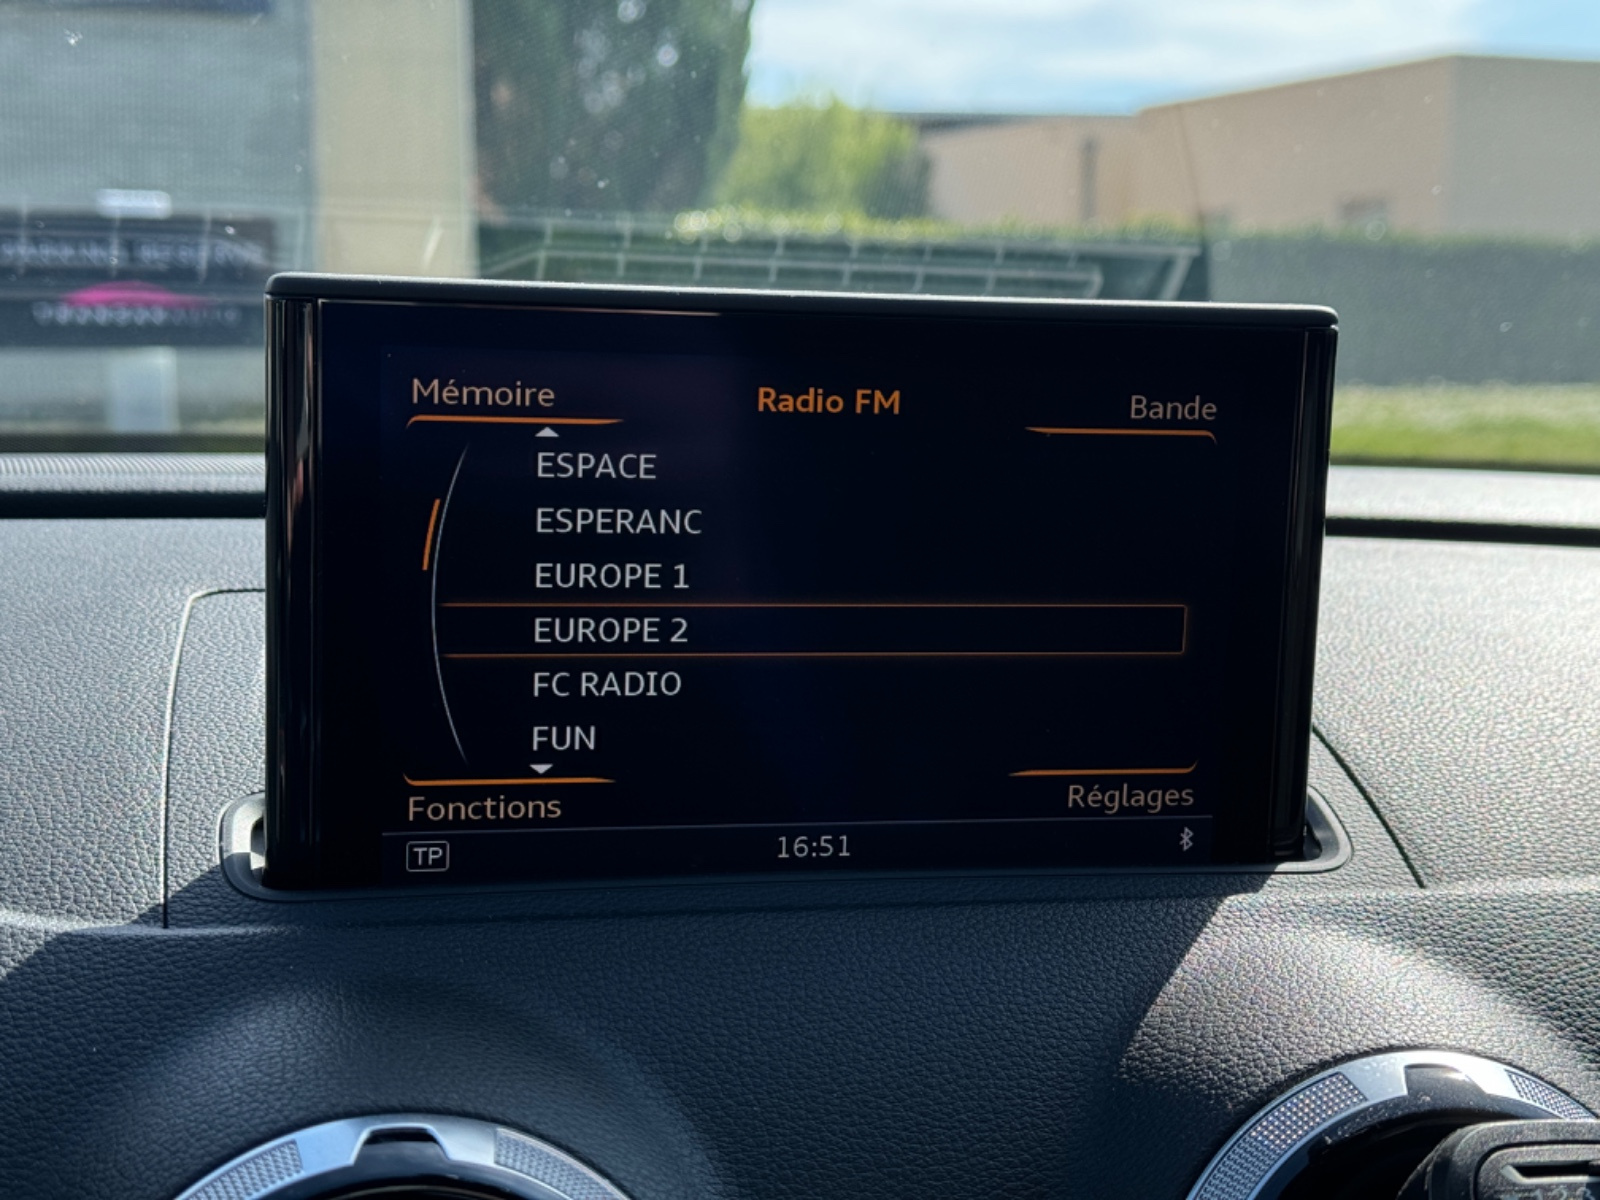 Mémoire
Radio FM
Bande
ESPACE
ESPERANC
EUROPE 1
EUROPE 2
FC RADIO
FUN
Fonctions
Réglages
TP
16:51